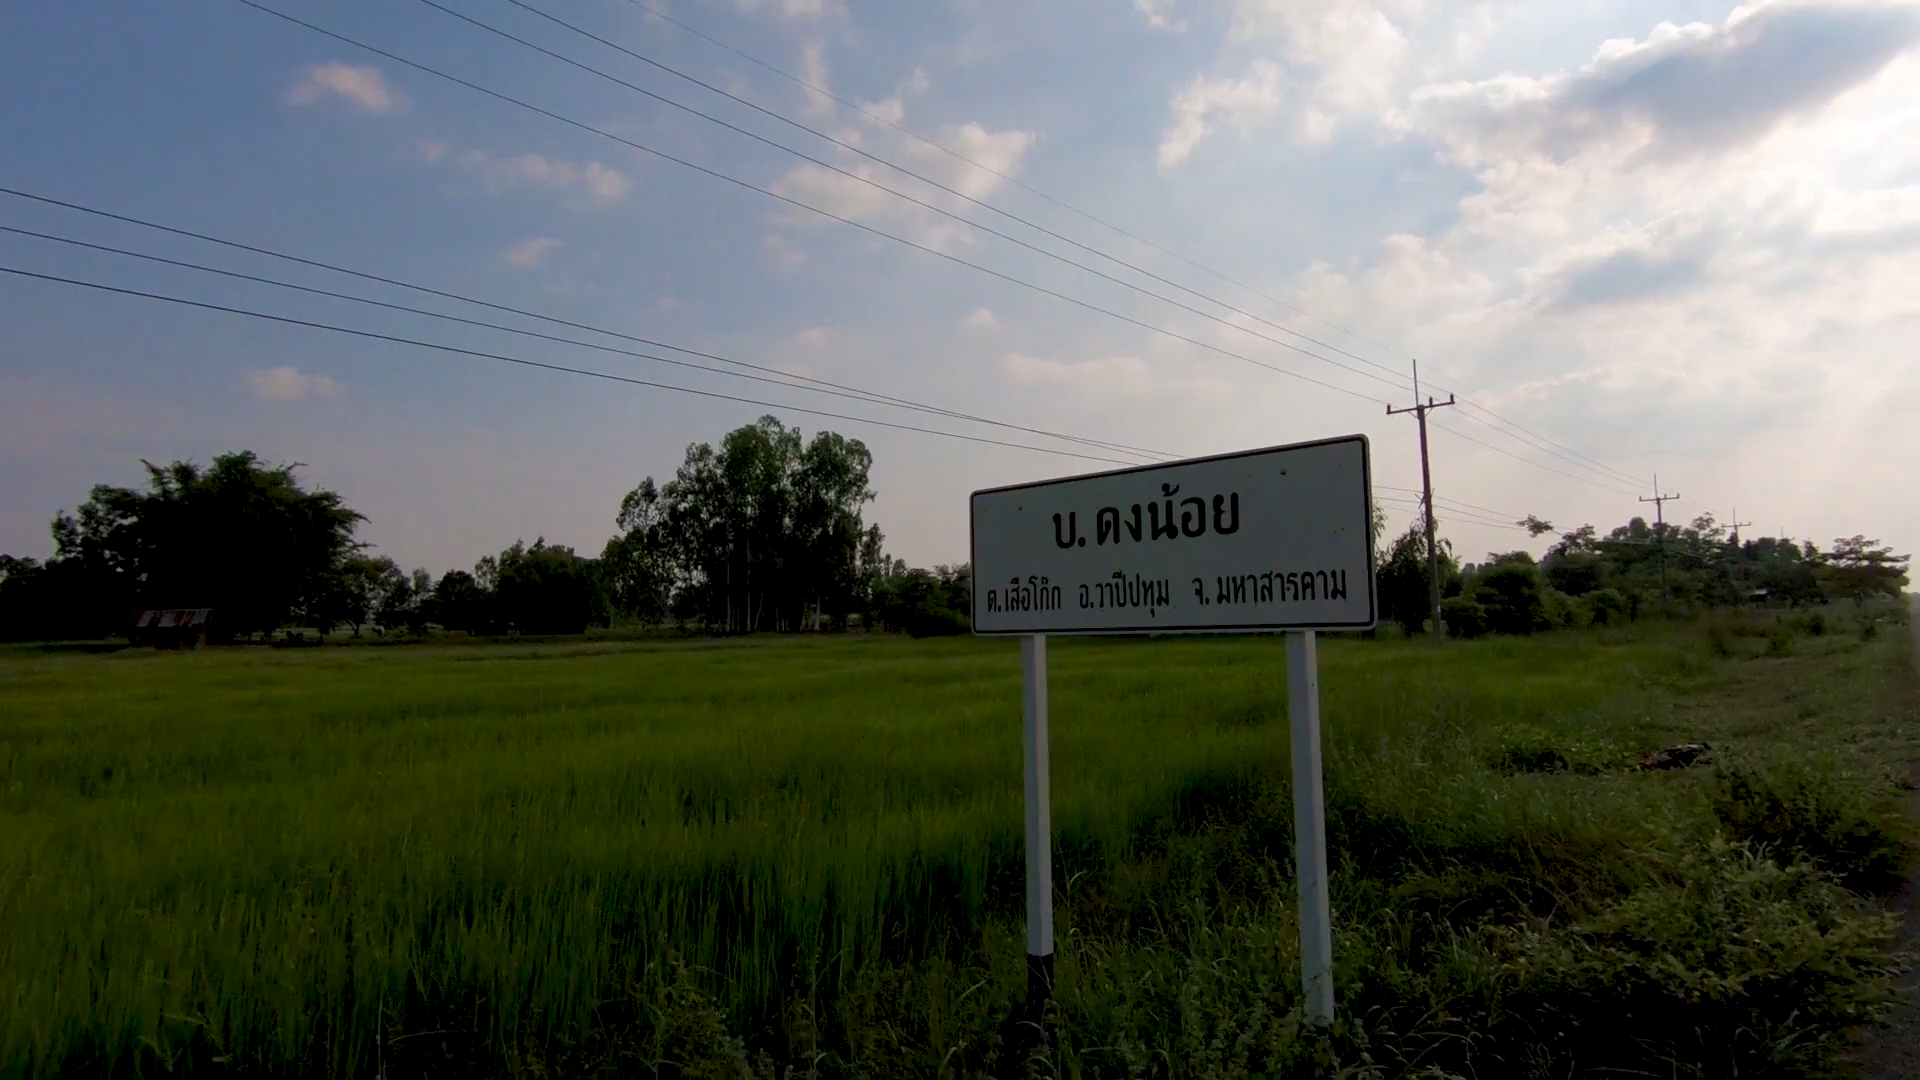 บ. ดงน้อย
ต. เสือโก้ก อ.วาปีปทุม จ. มหาสารคาม